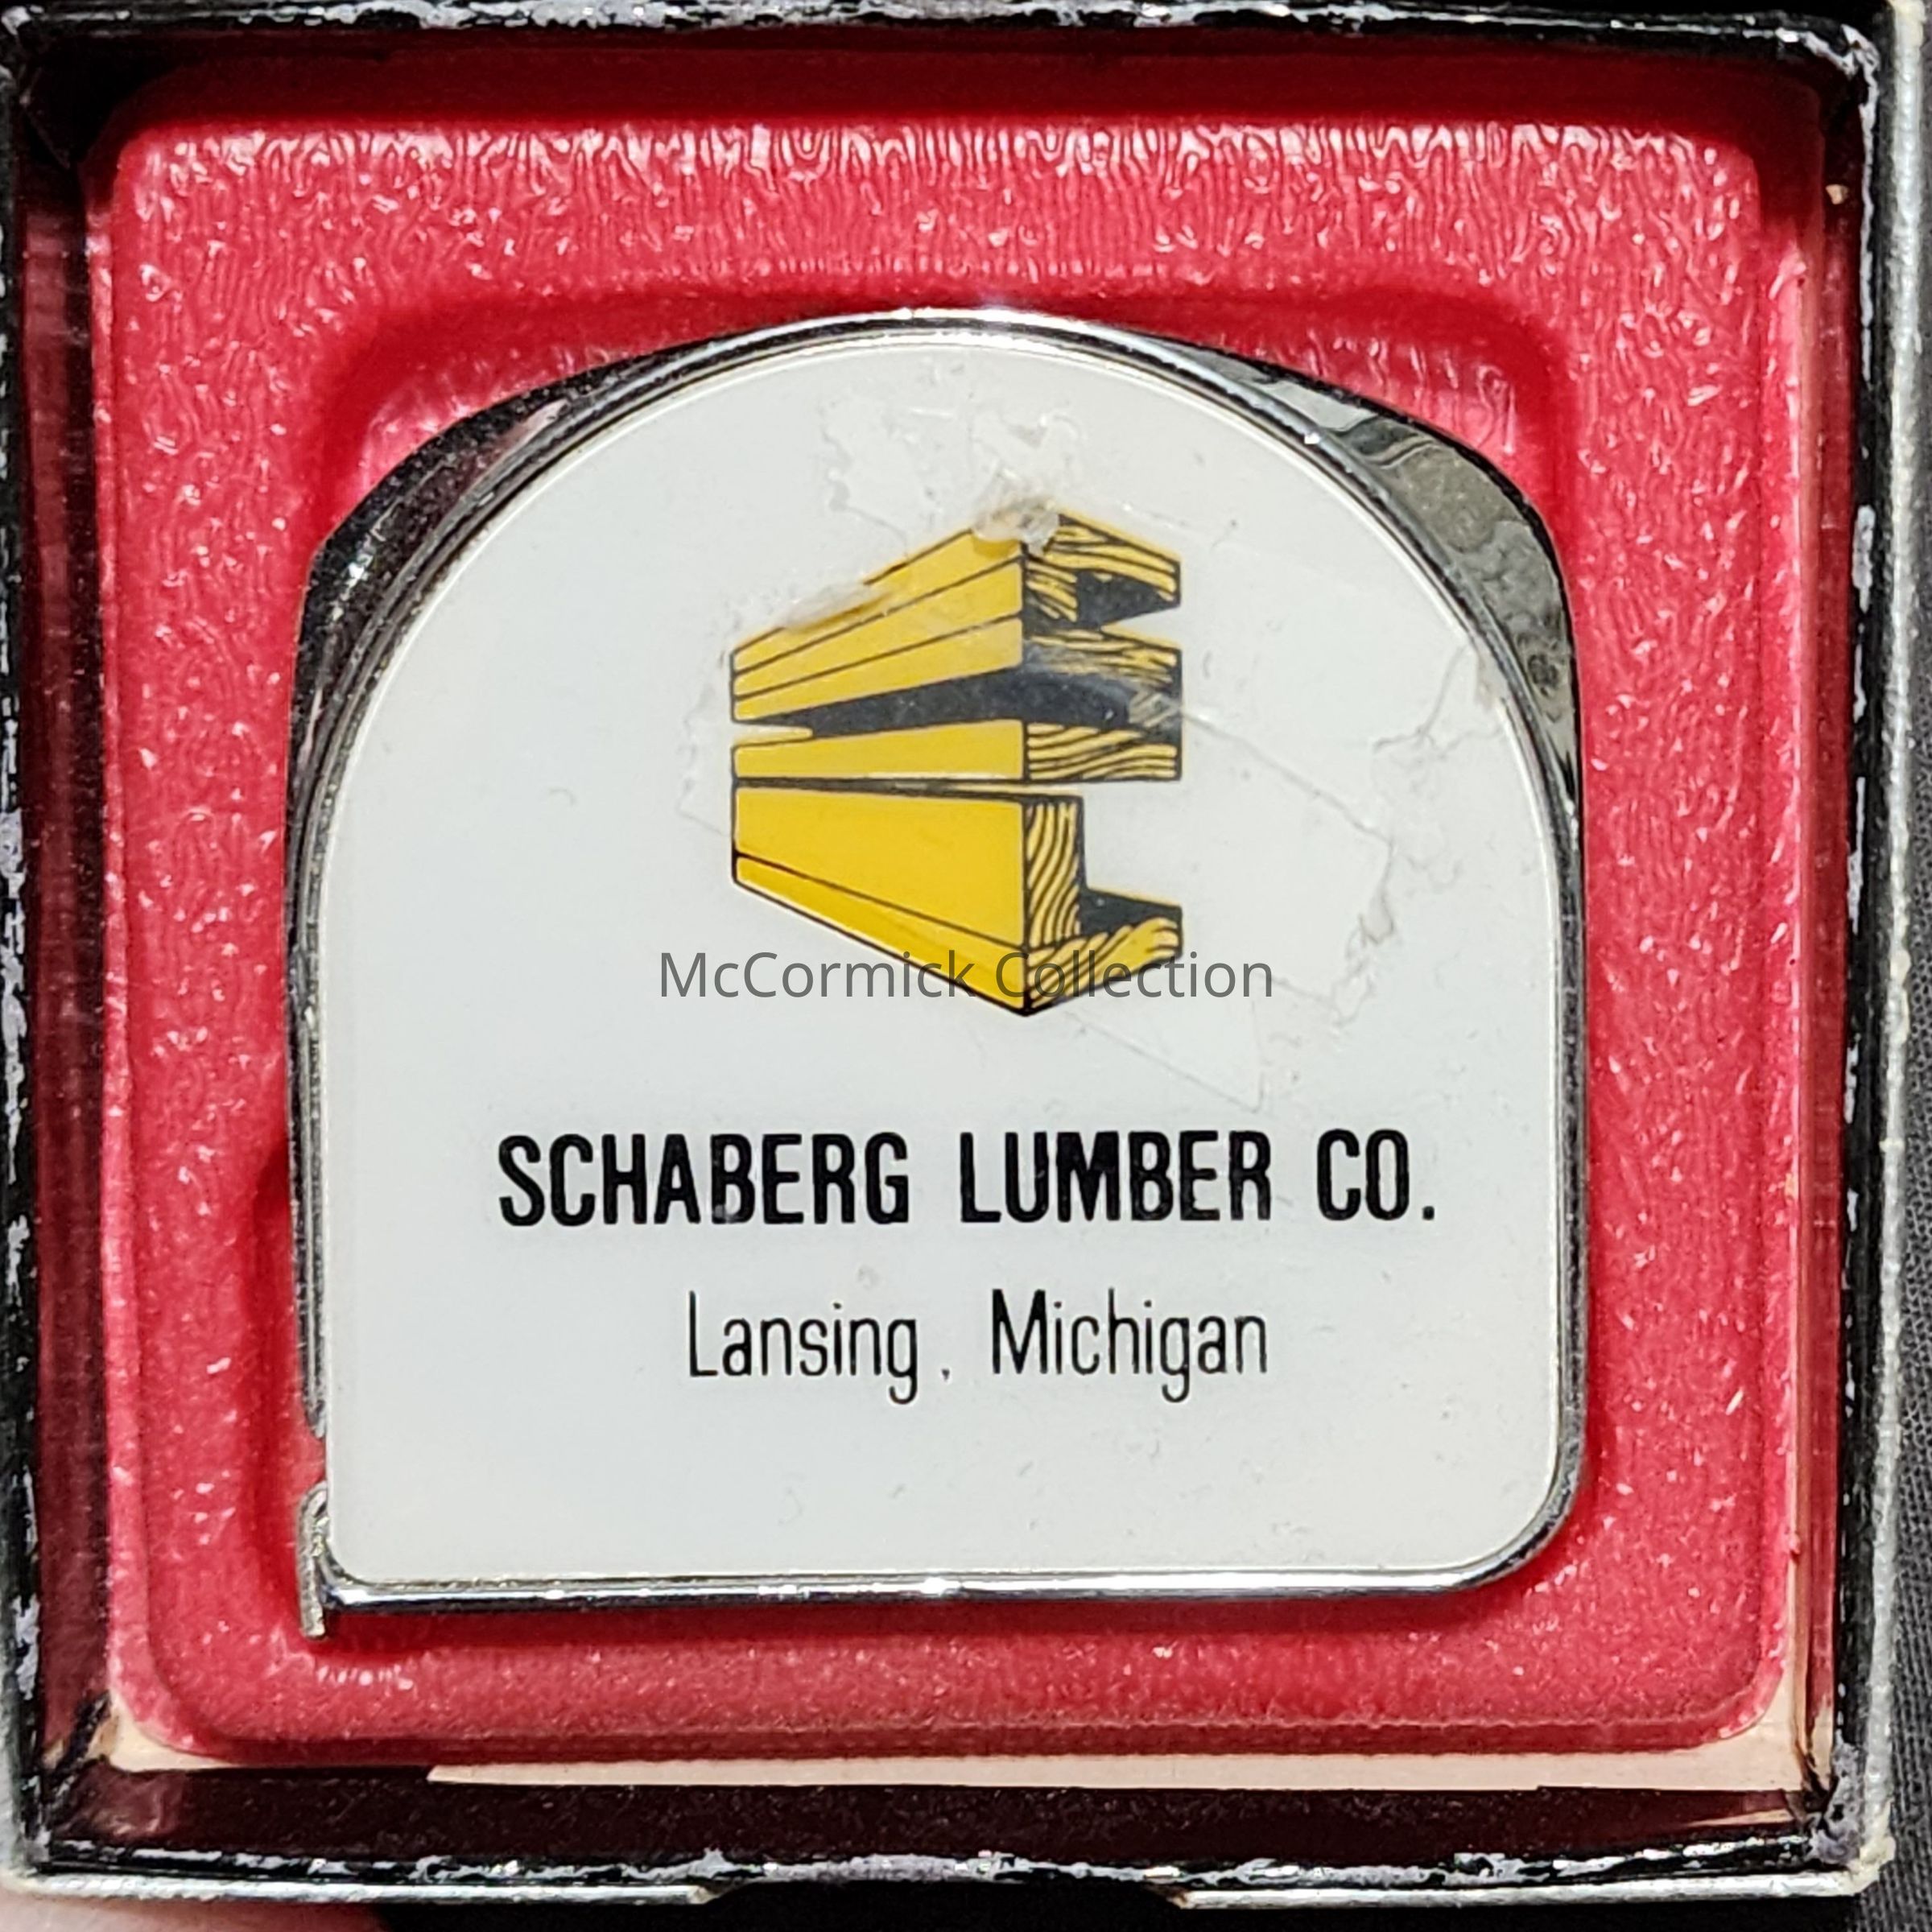 McCormick Collection
SCHABERG LUMBER CO.
Lansing, Michigan